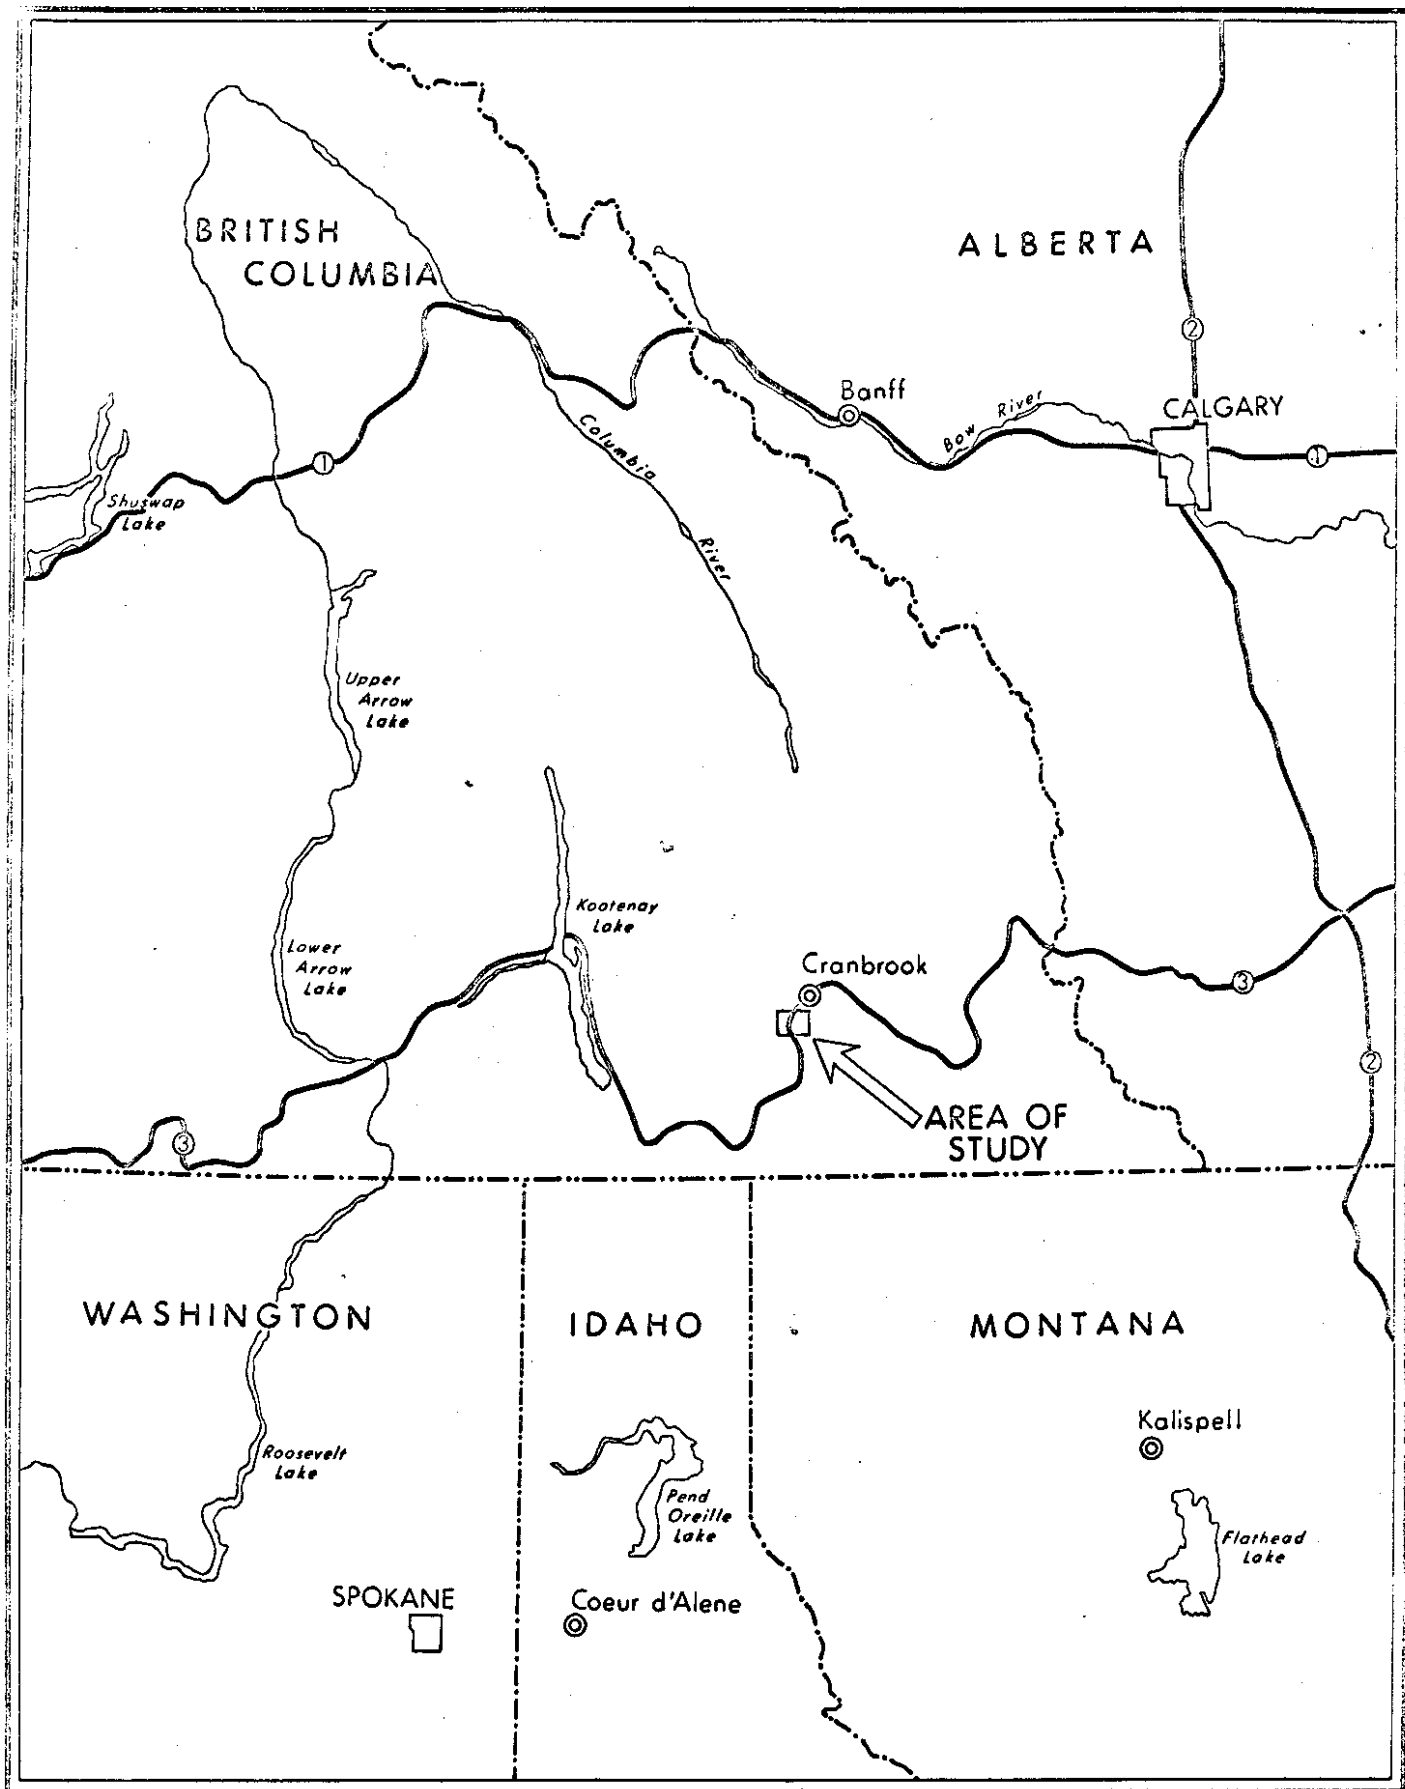 BRITISH
COLUMBIA
ALBERTA
2
Banff
Bow River
CALGARY
1
1
Columbia River
Shuswap
Lake
Upper
Arrow
Lake
Kootenay
Lake
Lower
Arrow
Lake
Cranbrook
3
2
AREA OF
STUDY
3
WASHINGTON
IDAHO
MONTANA
Kalispell
Roosevelt
Lake
Pend
Oreille
Lake
Flathead
Lake
SPOKANE
Coeur d'Alene